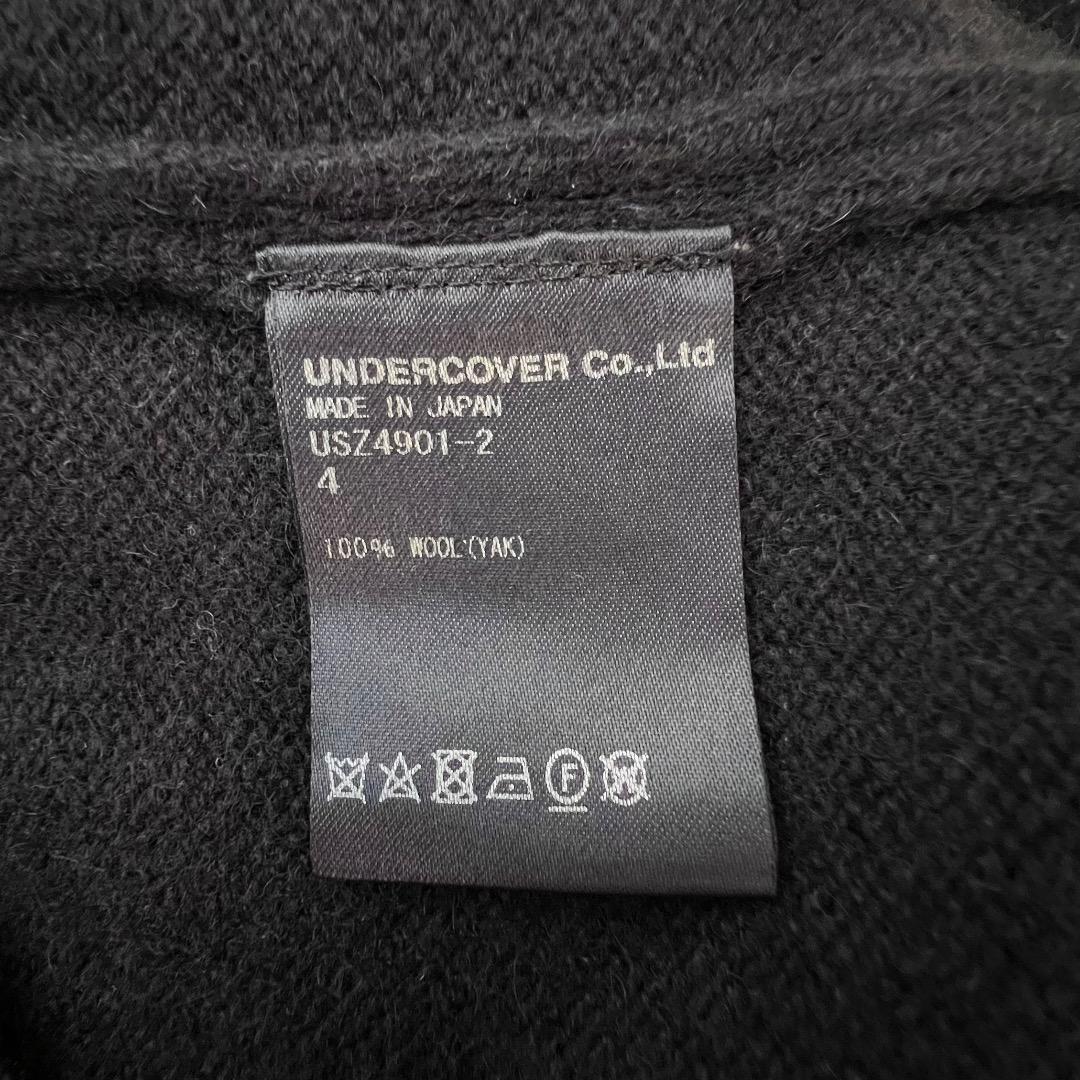 UNDERCOVER Co.,Ltd
MADE IN JAPAN
USZ4901-2
4
100% WOOL(YAK)
F
W